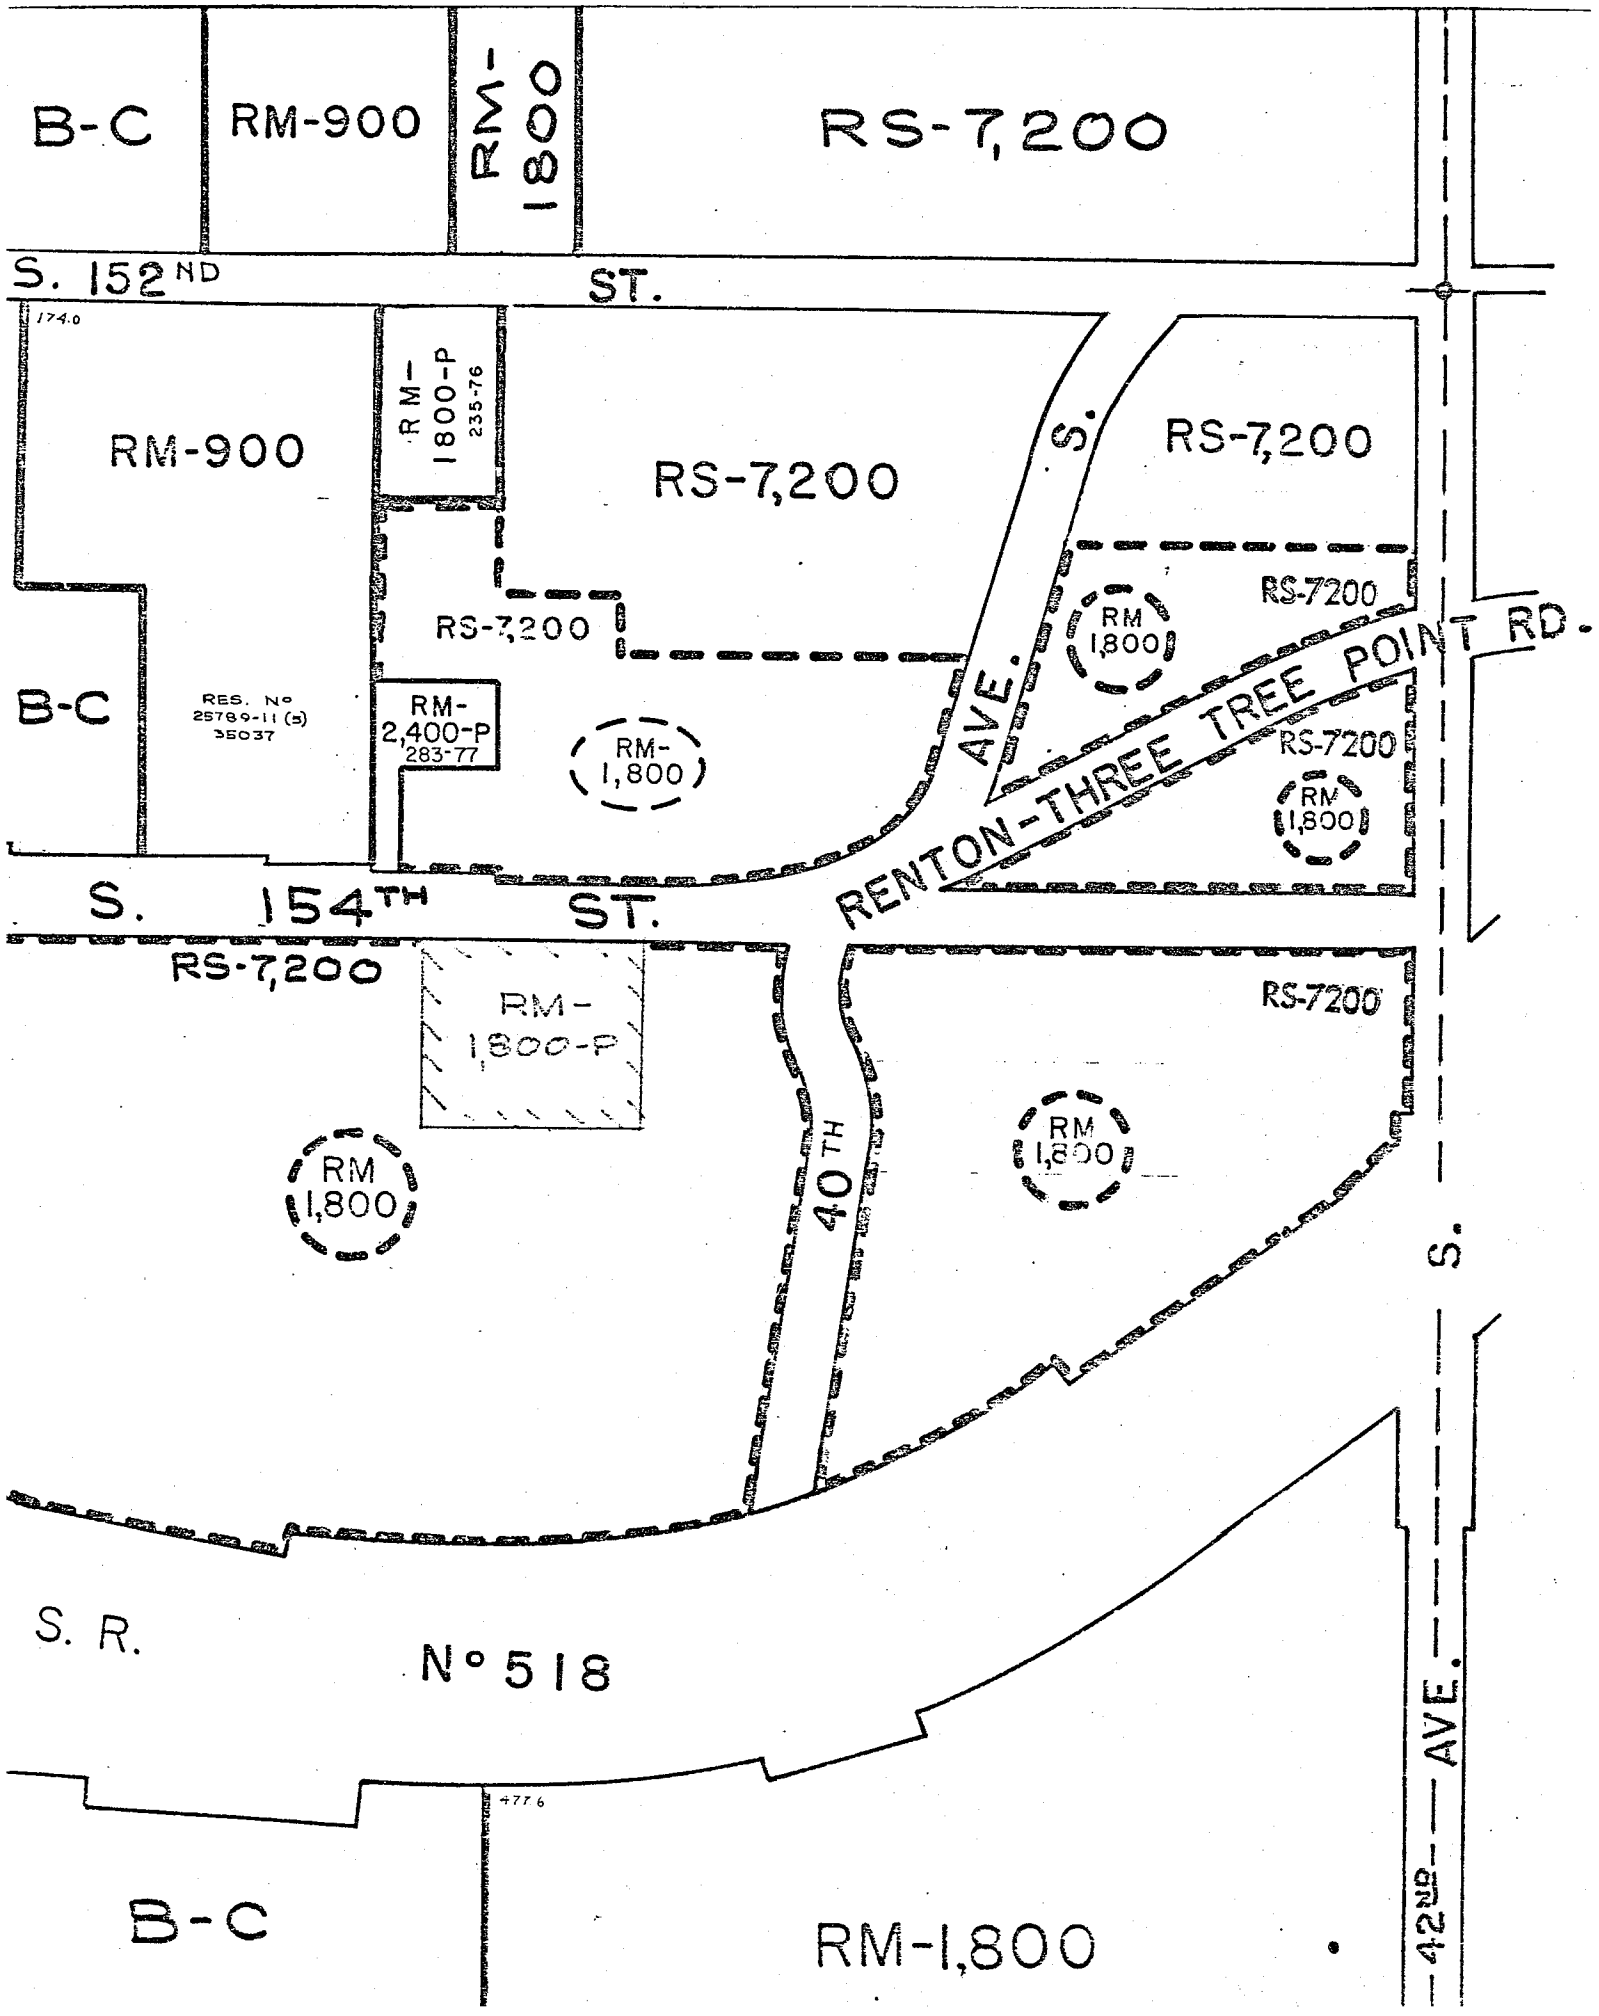 B-C
RM-900
RM-
1800
RS-7,200
S. 152ND ST.
174.0
RM-900
RM-
1800-P
235-76
RS-7,200
S.
RS-7,200
RS-7,200
RM
1,800
RS-7200
RENTON-THREE TREE POINT RD.
AVE.
B-C
RES. No
25789-11 (5)
35037
RM-
2,400-P
283-77
RM-
1,800
RS-7200
RM
1,800
S. 154TH ST.
RS-7,200
RM-
1,800-P
RS-7200
RM
1,800
40TH
RM
1,800
S.
S. R. No 518
AVE.
477.6
42ND
B-C
RM-1,800